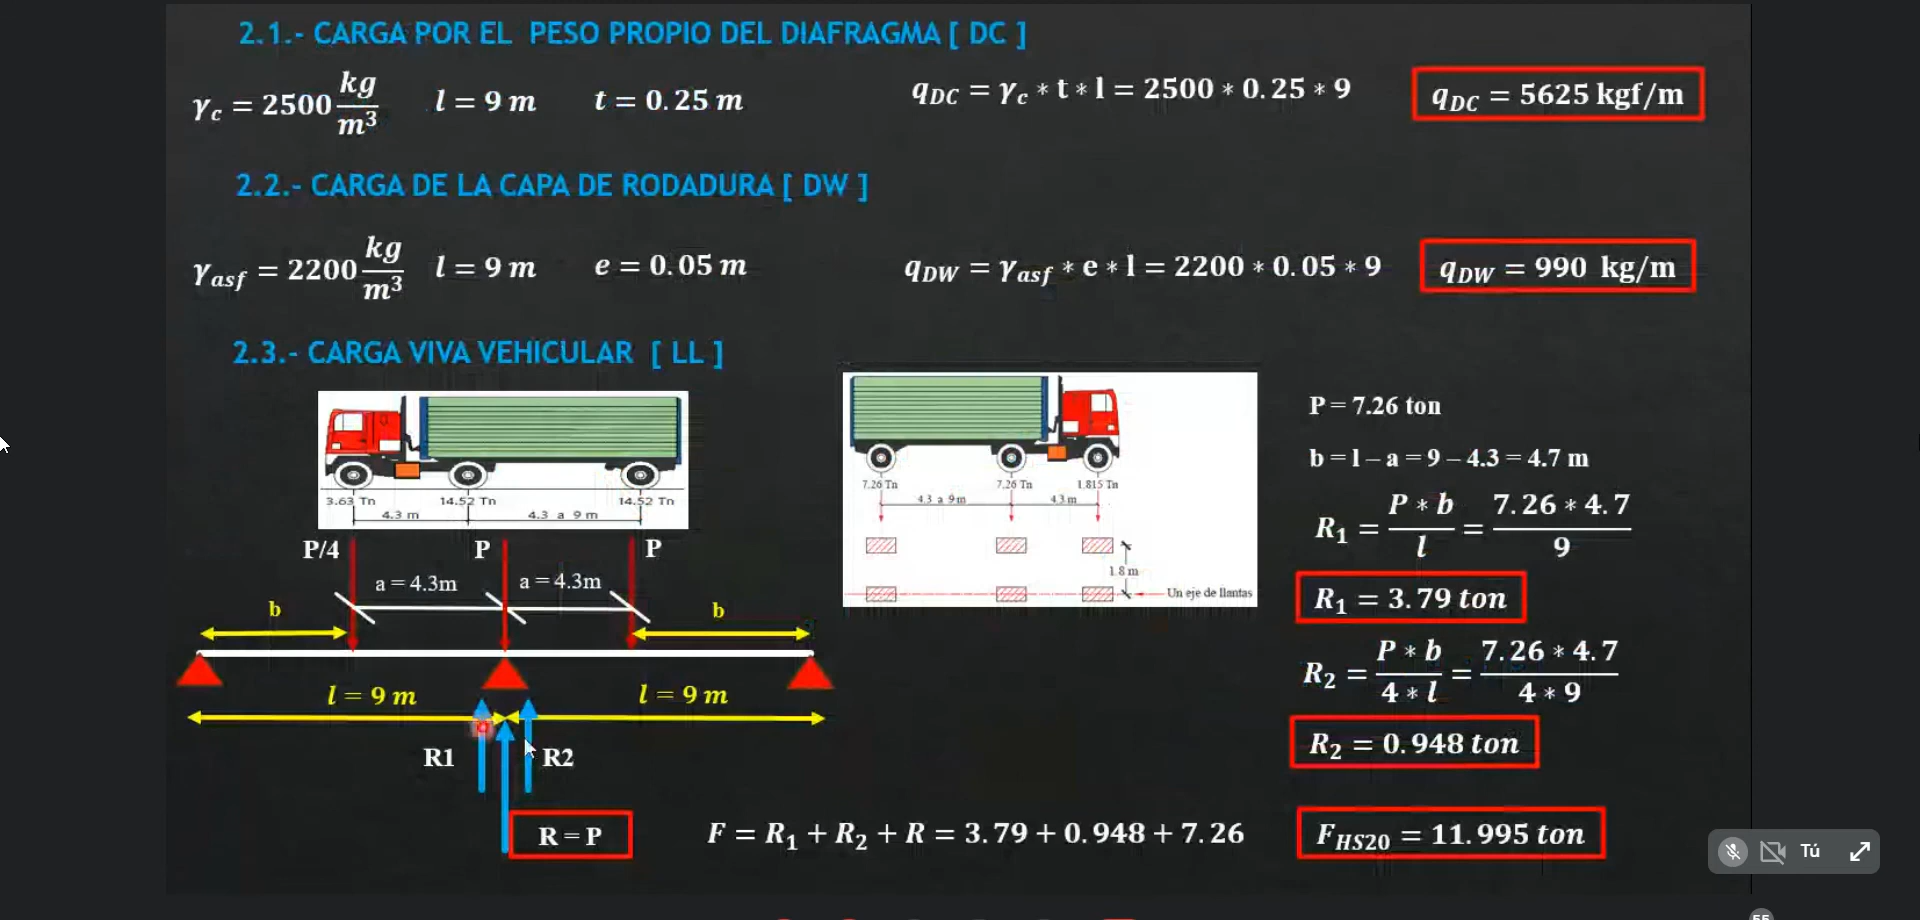 2.1.- CARGA POR EL PESO PROPIO DEL DIAFRAGMA [ DC ]
γc = 2500 kg/m³ l = 9 m t = 0.25 m qDC = γc * t * l = 2500 * 0.25 * 9 qDC = 5625 kgf/m
2.2.- CARGA DE LA CAPA DE RODADURA [ DW ]
γasf = 2200 kg/m³ l = 9 m e = 0.05 m qDW = γasf * e * l = 2200 * 0.05 * 9 qDW = 990 kg/m
2.3.- CARGA VIVA VEHICULAR [ LL ]
3.63 Tn 14.52 Tn 14.52 Tn
4.3 m 4.3 a 9 m
P/4 P P
a = 4.3m a = 4.3m
b b
l = 9 m l = 9 m
R1 R2
R = P
7.26 Tn 7.26 Tn 1.815 Tn
4.3 a 9m 4.3 m
1.8 m
Un eje de llantas
P = 7.26 ton
b = l – a = 9 – 4.3 = 4.7 m
R1 = P * b / l = 7.26 * 4.7 / 9
R1 = 3.79 ton
R2 = P * b / 4 * l = 7.26 * 4.7 / 4 * 9
R2 = 0.948 ton
F = R1 + R2 + R = 3.79 + 0.948 + 7.26 FHS20 = 11.995 ton
Tú